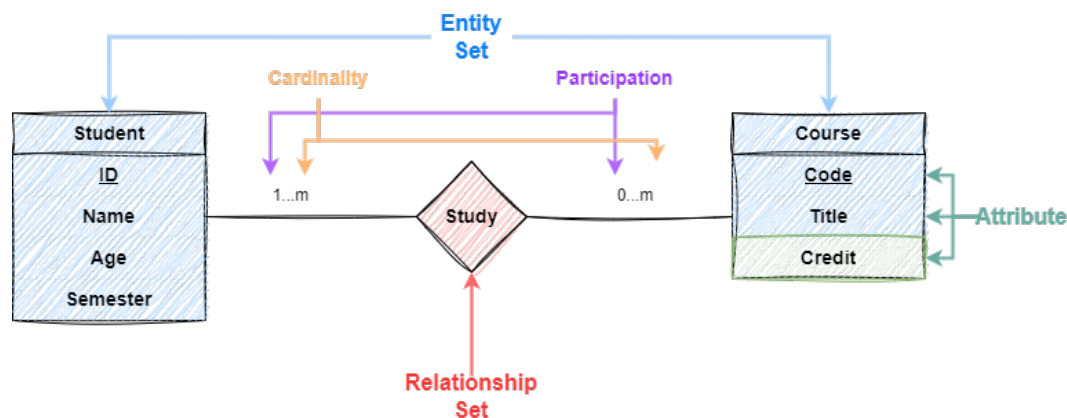 Entity
Set
Cardinality
Participation
Student
Course
ID
Code
1...m
0...m
Name
Study
Title
Attribute
Age
Credit
Semester
Relationship
Set